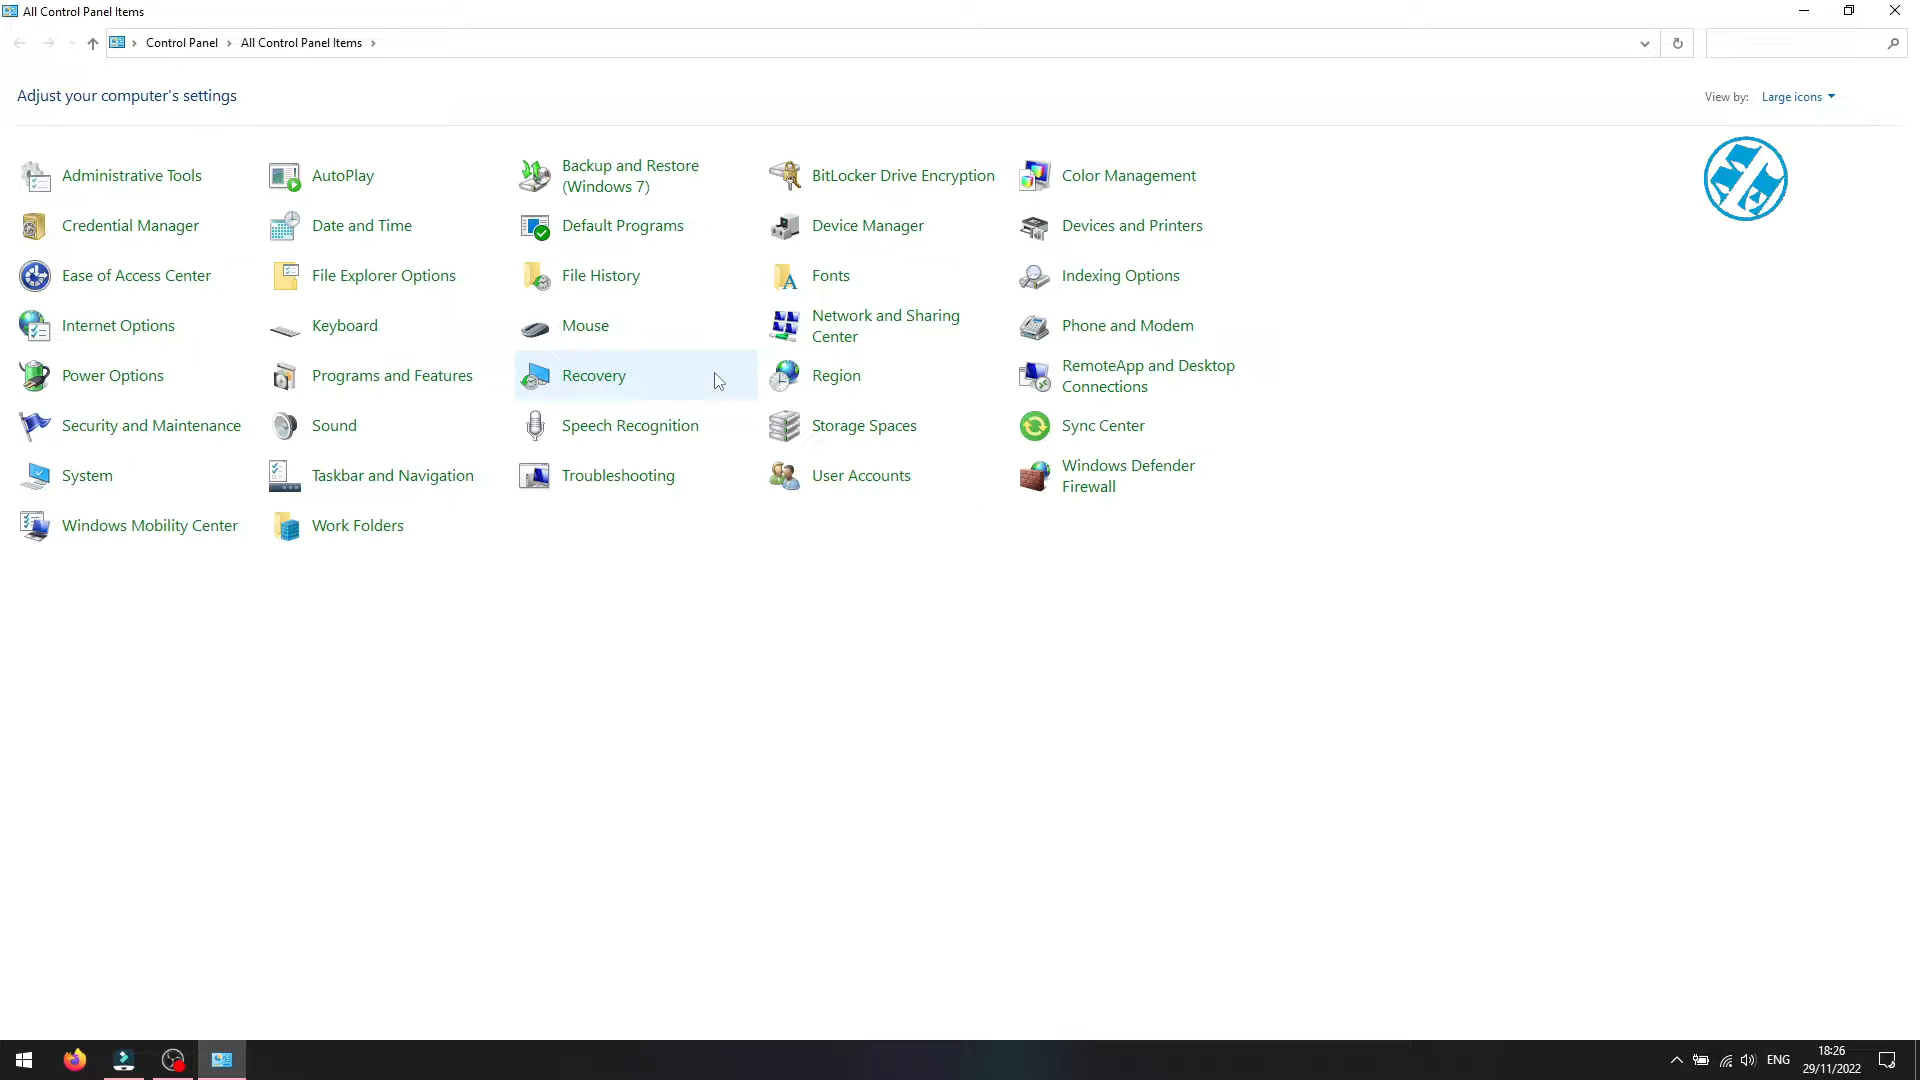 All Control Panel Items
Control Panel
All Control Panel Items
Adjust your computer's settings
View by: Large icons
Administrative Tools
AutoPlay
Backup and Restore
(Windows 7)
BitLocker Drive Encryption
Color Management
Credential Manager
Date and Time
Default Programs
Device Manager
Devices and Printers
Ease of Access Center
File Explorer Options
File History
Fonts
Indexing Options
Internet Options
Keyboard
Mouse
Network and Sharing
Center
Phone and Modem
Power Options
Programs and Features
Recovery
Region
RemoteApp and Desktop
Connections
Security and Maintenance
Sound
Speech Recognition
Storage Spaces
Sync Center
System
Taskbar and Navigation
Troubleshooting
User Accounts
Windows Defender
Firewall
Windows Mobility Center
Work Folders
ENG
18:26
29/11/2022